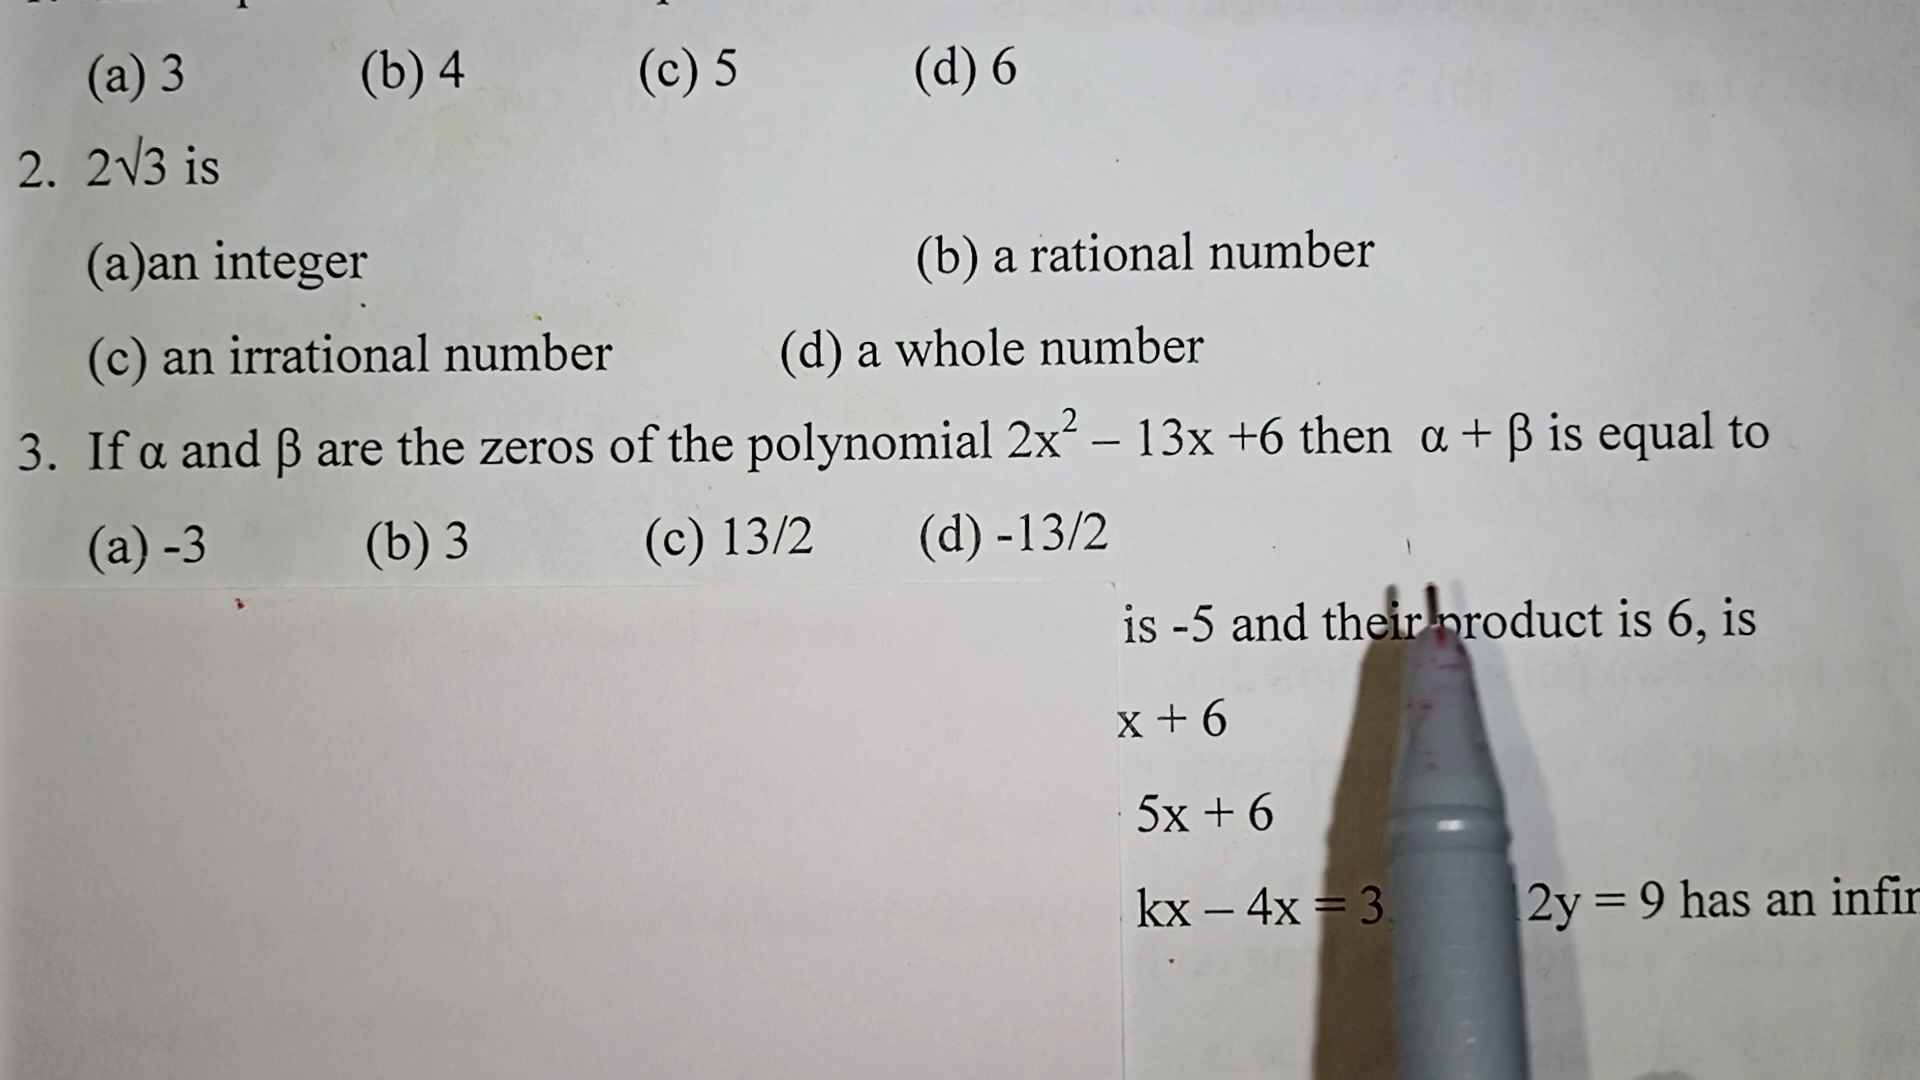 (a) 3 (b) 4 (c) 5 (d) 6
2. 2√3 is
(a)an integer (b) a rational number
(c) an irrational number (d) a whole number
3. If α and β are the zeros of the polynomial 2x² – 13x +6 then α + β is equal to
(a) -3 (b) 3 (c) 13/2 (d) -13/2
is -5 and their product is 6, is
x + 6
5x + 6
kx – 4x = 3 2y = 9 has an